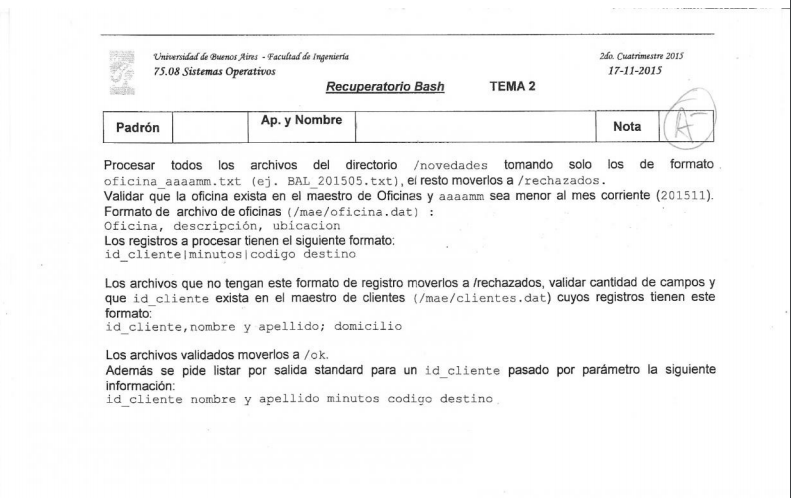 Universidad de Buenos Aires - Facultad de Ingeniería
2do. Cuatrimestre 2015
75.08 Sistemas Operativos
17-11-2015
Recuperatorio Bash TEMA 2
Padrón
Ap. y Nombre
Nota
A-
Procesar todos los archivos del directorio /novedades tomando solo los de formato
oficina_aaaamm.txt (ej. BAL_201505.txt), el resto moverlos a /rechazados.
Validar que la oficina exista en el maestro de Oficinas y aaaamm sea menor al mes corriente (201511).
Formato de archivo de oficinas (/mae/oficina.dat) :
Oficina, descripción, ubicacion
Los registros a procesar tienen el siguiente formato:
id_cliente|minutos|codigo destino
Los archivos que no tengan este formato de registro moverlos a /rechazados, validar cantidad de campos y
que id_cliente exista en el maestro de clientes (/mae/clientes.dat) cuyos registros tienen este
formato:
id_cliente,nombre y apellido; domicilio
Los archivos validados moverlos a /ok.
Además se pide listar por salida standard para un id_cliente pasado por parámetro la siguiente
información:
id_cliente nombre y apellido minutos codigo destino